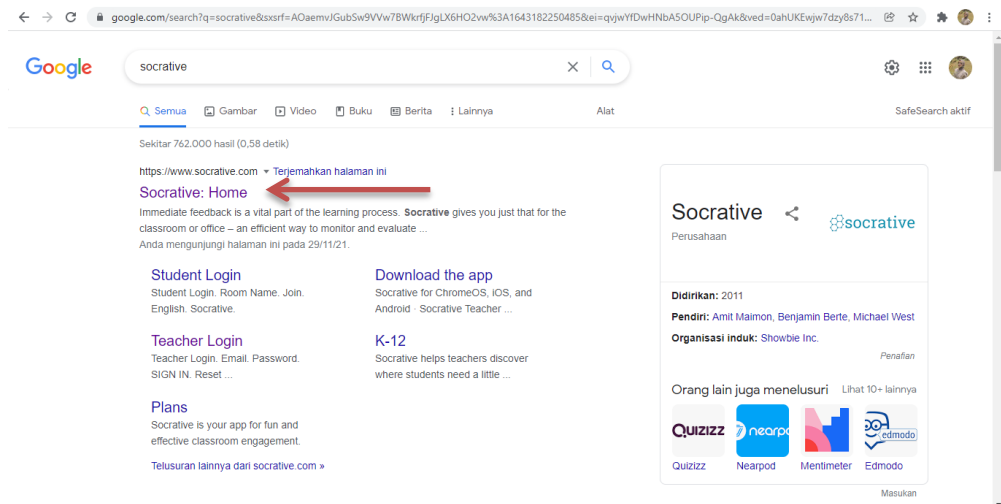 google.com/search?q=socrative&sxsrf=AOaemvJGubSw9VVw7BWkrfjFJgLX6HO2vw%3A1643182250485&ei=qvjwYfDwHNbA5OUPip-QgAk&ved=0ahUKEwjw7dzy8s71...
Google
socrative
Semua Gambar Video Buku Berita Lainnya Alat SafeSearch aktif
Sekitar 762.000 hasil (0,58 detik)
https://www.socrative.com Terjemahkan halaman ini
Socrative: Home
Immediate feedback is a vital part of the learning process. Socrative gives you just that for the
classroom or office – an efficient way to monitor and evaluate ...
Anda mengunjungi halaman ini pada 29/11/21.
Student Login
Student Login. Room Name. Join.
English. Socrative.
Download the app
Socrative for ChromeOS, iOS, and
Android · Socrative Teacher ...
Teacher Login
Teacher Login. Email. Password.
SIGN IN. Reset ...
K-12
Socrative helps teachers discover
where students need a little ...
Plans
Socrative is your app for fun and
effective classroom engagement.
Telusuran lainnya dari socrative.com »
Socrative
Perusahaan
socrative
Didirikan: 2011
Pendiri: Amit Maimon, Benjamin Berte, Michael West
Organisasi induk: Showbie Inc.
Penafian
Orang lain juga menelusuri Lihat 10+ lainnya
QUIZIZZ
nearpo
edmodo
Quizizz
Nearpod
Mentimeter
Edmodo
Masukan